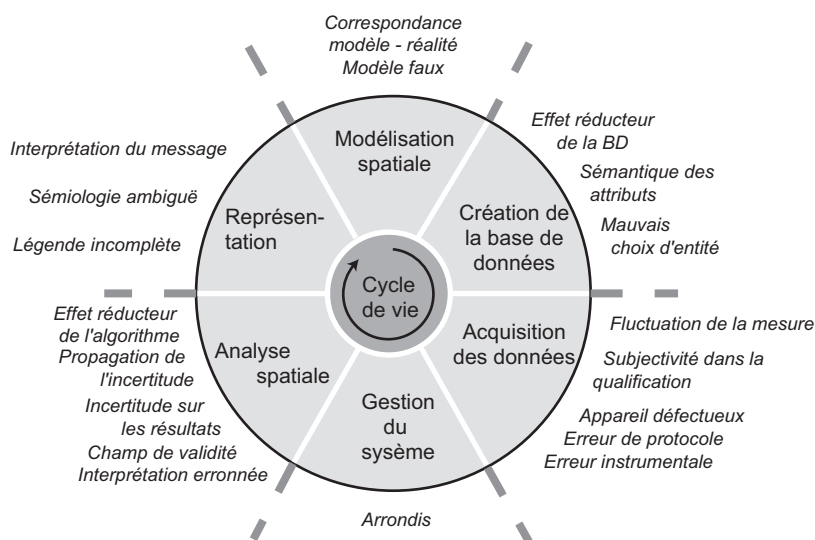 Correspondance
modèle - réalité
Modèle faux
Modélisation
spatiale
Effet réducteur
de la BD
Sémantique des
attributs
Mauvais
choix d'entité
Création de
la base de
données
Fluctuation de la mesure
Subjectivité dans la
qualification
Appareil défectueux
Erreur de protocole
Erreur instrumentale
Acquisition
des données
Gestion
du
sysème
Arrondis
Analyse
spatiale
Effet réducteur
de l'algorithme
Propagation de
l'incertitude
Incertitude sur
les résultats
Champ de validité
Interprétation erronnée
Représen-
tation
Interprétation du message
Sémiologie ambiguë
Légende incomplète
Cycle
de vie